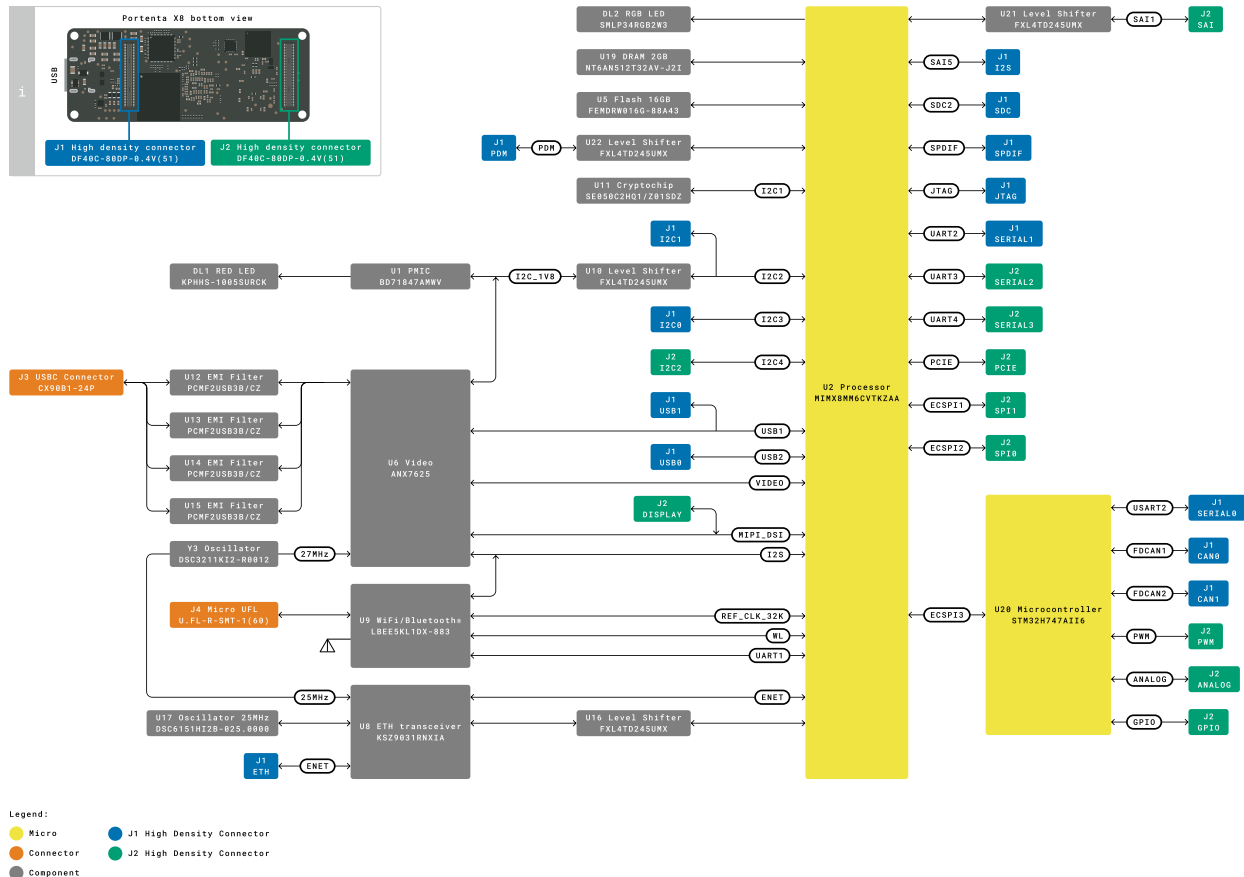 Portenta X8 bottom view
i
USB
J1 High density connector
DF40C-80DP-0.4V(51)
J2 High density connector
DF40C-80DP-0.4V(51)
DL2 RGB LED
SMLP34RGB2W3
U21 Level Shifter
FXL4TD245UMX
SAI1
J2
SAI
U19 DRAM 2GB
NT6AN512T32AV-J2I
SAI5
J1
I2S
U5 Flash 16GB
FEMDRW016G-88A43
SDC2
J1
SDC
J1
PDM
PDM
U22 Level Shifter
FXL4TD245UMX
SPDIF
J1
SPDIF
U11 Cryptochip
SE050C2HQ1/Z01SDZ
I2C1
JTAG
J1
JTAG
J1
I2C1
UART2
J1
SERIAL1
DL1 RED LED
KPHHS-1005SURCK
U1 PMIC
BD71847AMWV
I2C_1V8
U10 Level Shifter
FXL4TD245UMX
I2C2
UART3
J2
SERIAL2
J1
I2C0
I2C3
UART4
J2
SERIAL3
J2
I2C2
I2C4
PCIE
J2
PCIE
U2 Processor
MIMX8MM6CVTKZAA
J3 USBC Connector
CX90B1-24P
U12 EMI Filter
PCMF2USB3B/CZ
J1
USB1
USB1
ECSPI1
J2
SPI1
U13 EMI Filter
PCMF2USB3B/CZ
U6 Video
ANX7625
J1
USB0
USB2
ECSPI2
J2
SPI0
U14 EMI Filter
PCMF2USB3B/CZ
VIDEO
U15 EMI Filter
PCMF2USB3B/CZ
J2
DISPLAY
MIPI_DSI
USART2
J1
SERIAL0
Y3 Oscillator
DSC3211KI2-R0012
27MHz
I2S
FDCAN1
J1
CAN0
FDCAN2
J1
CAN1
J4 Micro UFL
U.FL-R-SMT-1(60)
U9 WiFi/Bluetooth®
LBEE5KL1DX-883
REF_CLK_32K
WL
UART1
ECSPI3
U20 Microcontroller
STM32H747AII6
PWM
J2
PWM
ANALOG
J2
ANALOG
25MHz
ENET
U17 Oscillator 25MHz
DSC6151HI2B-025.0000
U8 ETH transceiver
KSZ9031RNXIA
U16 Level Shifter
FXL4TD245UMX
GPIO
J2
GPIO
J1
ETH
ENET
Legend:
Micro
J1 High Density Connector
Connector
J2 High Density Connector
Component